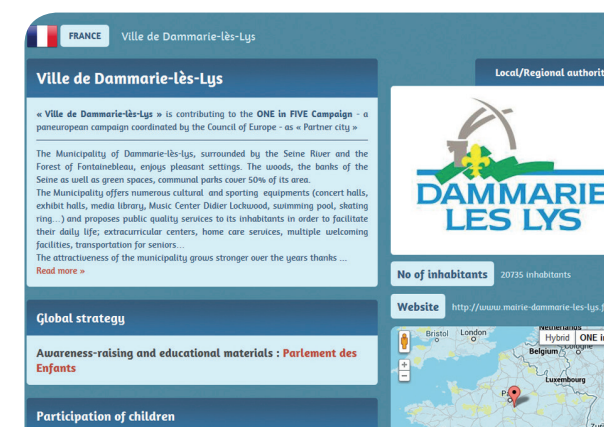 FRANCE
Ville de Dammarie-lès-Lys
Ville de Dammarie-lès-Lys
« Ville de Dammarie-lès-Lys » is contributing to the ONE in FIVE Campaign - a
paneuropean campaign coordinated by the Council of Europe - as « Partner city »
The Municipality of Dammarie-lès-lys, surrounded by the Seine River and the
Forest of Fontainebleau, enjoys pleasant settings. The woods, the banks of the
Seine as well as green spaces, communal parks cover 50% of its area.
The Municipality offers numerous cultural and sporting equipments (concert halls,
exhibit halls, media library, Music Center Didier Lockwood, swimming pool, skating
ring...) and proposes public quality services to its inhabitants in order to facilitate
their daily life; extracurricular centers, home care services, multiple welcoming
facilities, transportation for seniors...
The attractiveness of the municipality grows stronger over the years thanks ...
Read more »
Global strategy
Awareness-raising and educational materials : Parlement des
Enfants
Participation of children
Local/Regional authorit
DAMMARIE
LES LYS
No of inhabitants 20735 inhabitants
Website http://www.mairie-dammarie-les-lys.f
Bristol London
Netherlands
Hybrid ONE i
Belgium Cologne
Luxembourg